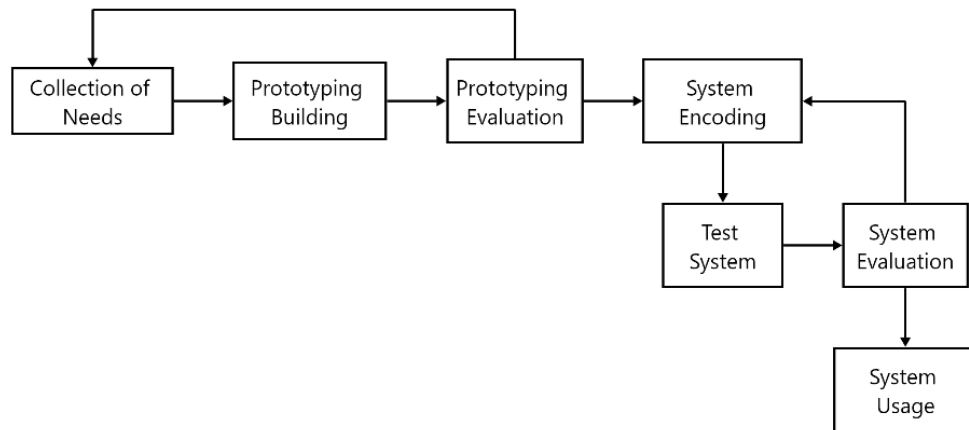 Collection of
Needs
Prototyping
Building
Prototyping
Evaluation
System
Encoding
Test
System
System
Evaluation
System
Usage